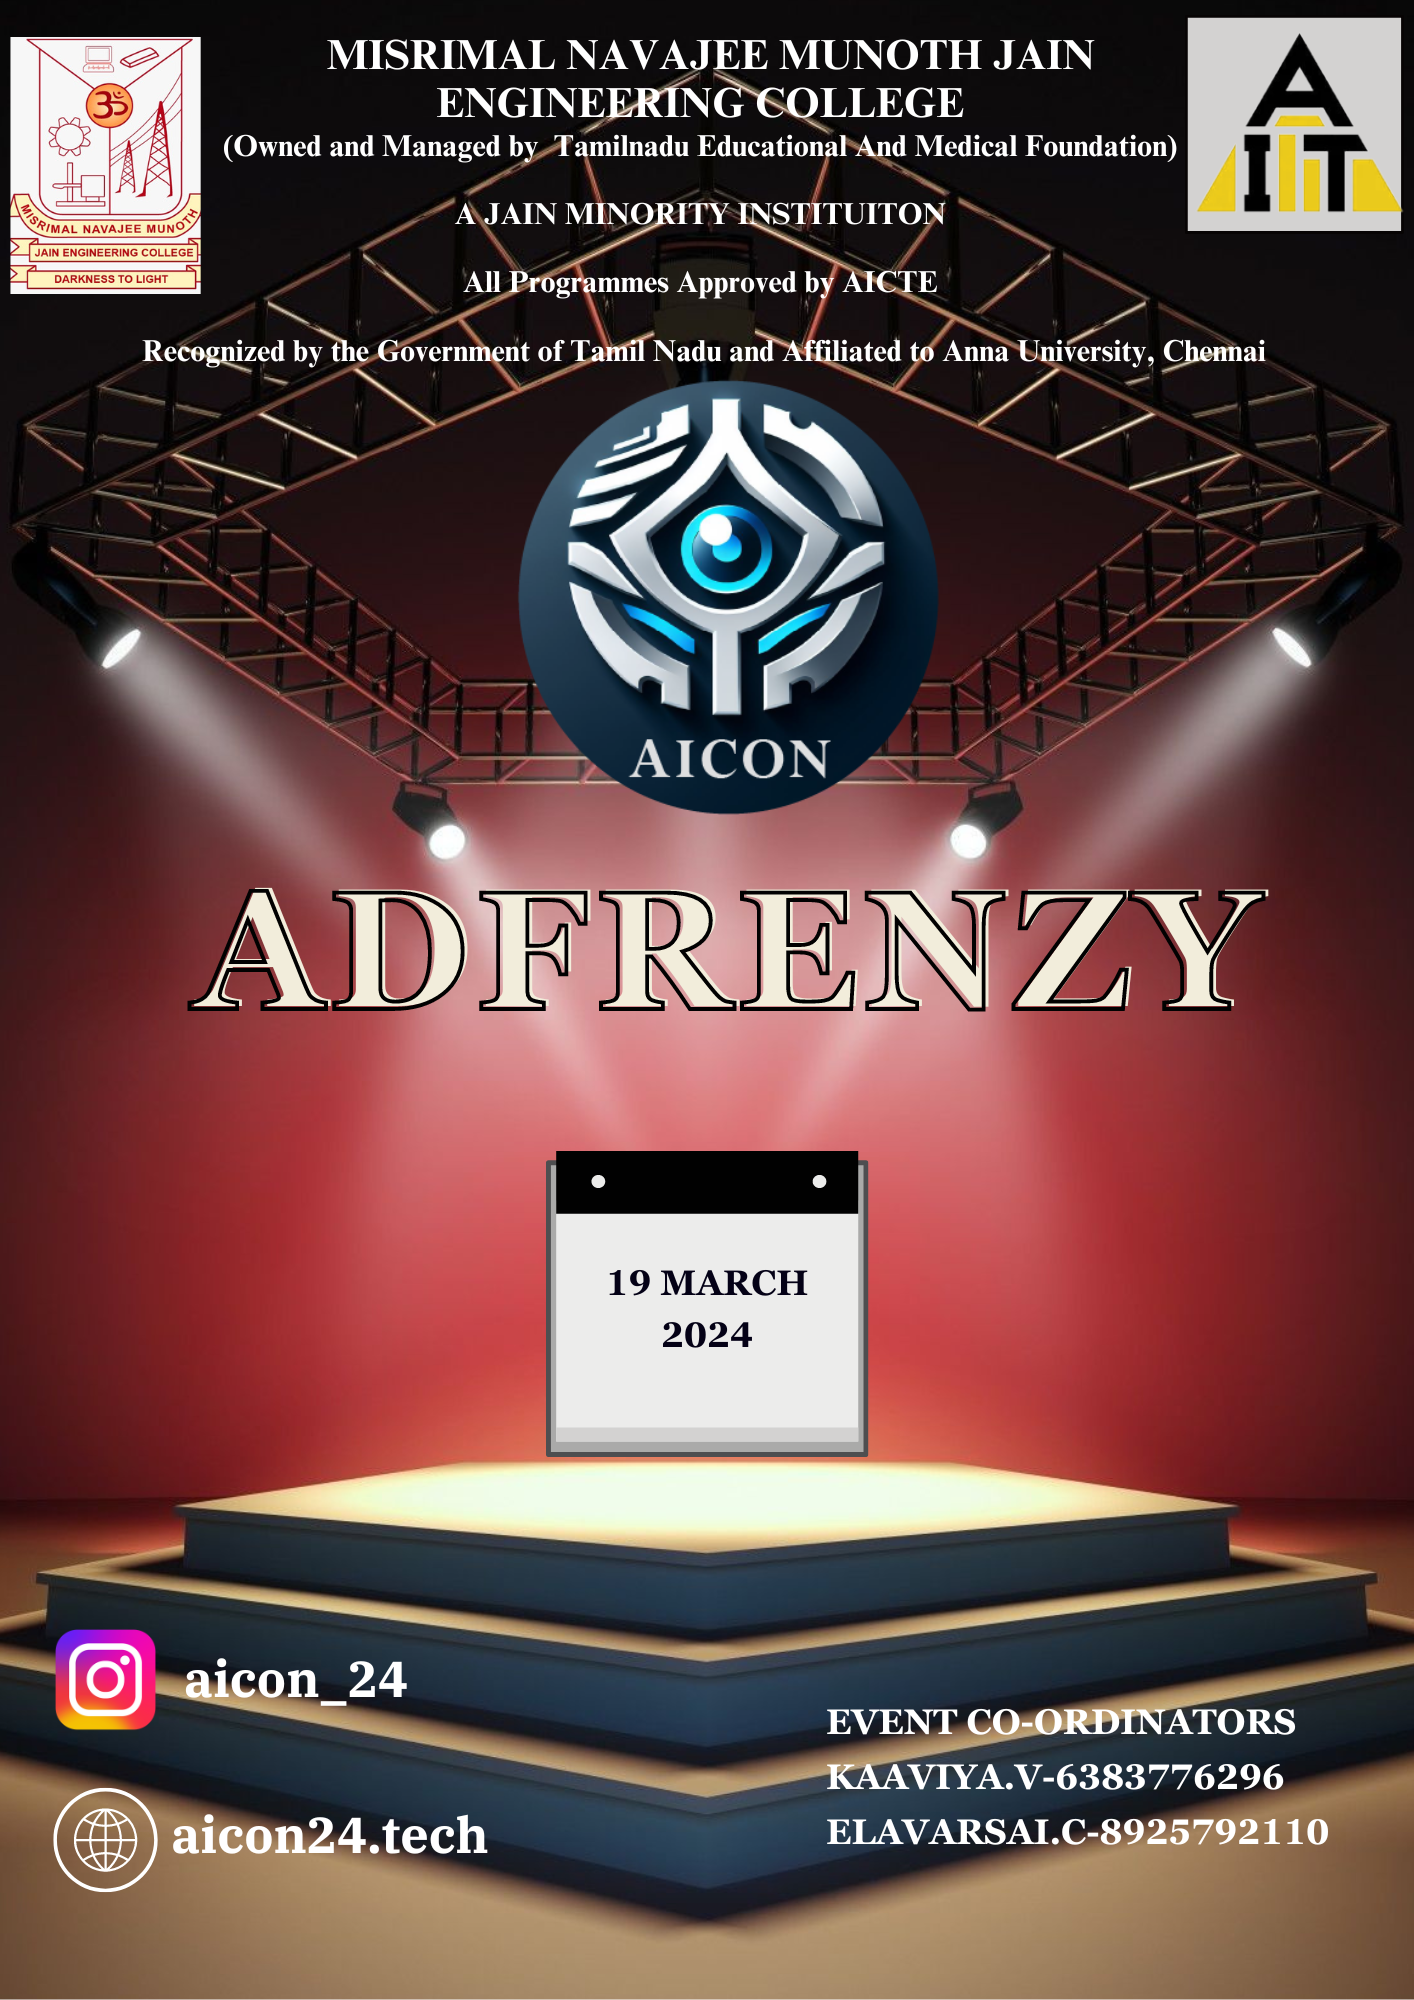 MISRIMAL NAVAJEE MUNOTH JAIN
ENGINEERING COLLEGE
(Owned and Managed by Tamilnadu Educational And Medical Foundation)
A JAIN MINORITY INSTITUITON
All Programmes Approved by AICTE
Recognized by the Government of Tamil Nadu and Affiliated to Anna University, Chennai
ॐ
MISRIMAL NAVAJEE MUNOTH
JAIN ENGINEERING COLLEGE
DARKNESS TO LIGHT
A
IT
AICON
ADFRENZY
19 MARCH
2024
aicon_24
aicon24.tech
EVENT CO-ORDINATORS
KAAVIYA.V-6383776296
ELAVARSAI.C-8925792110